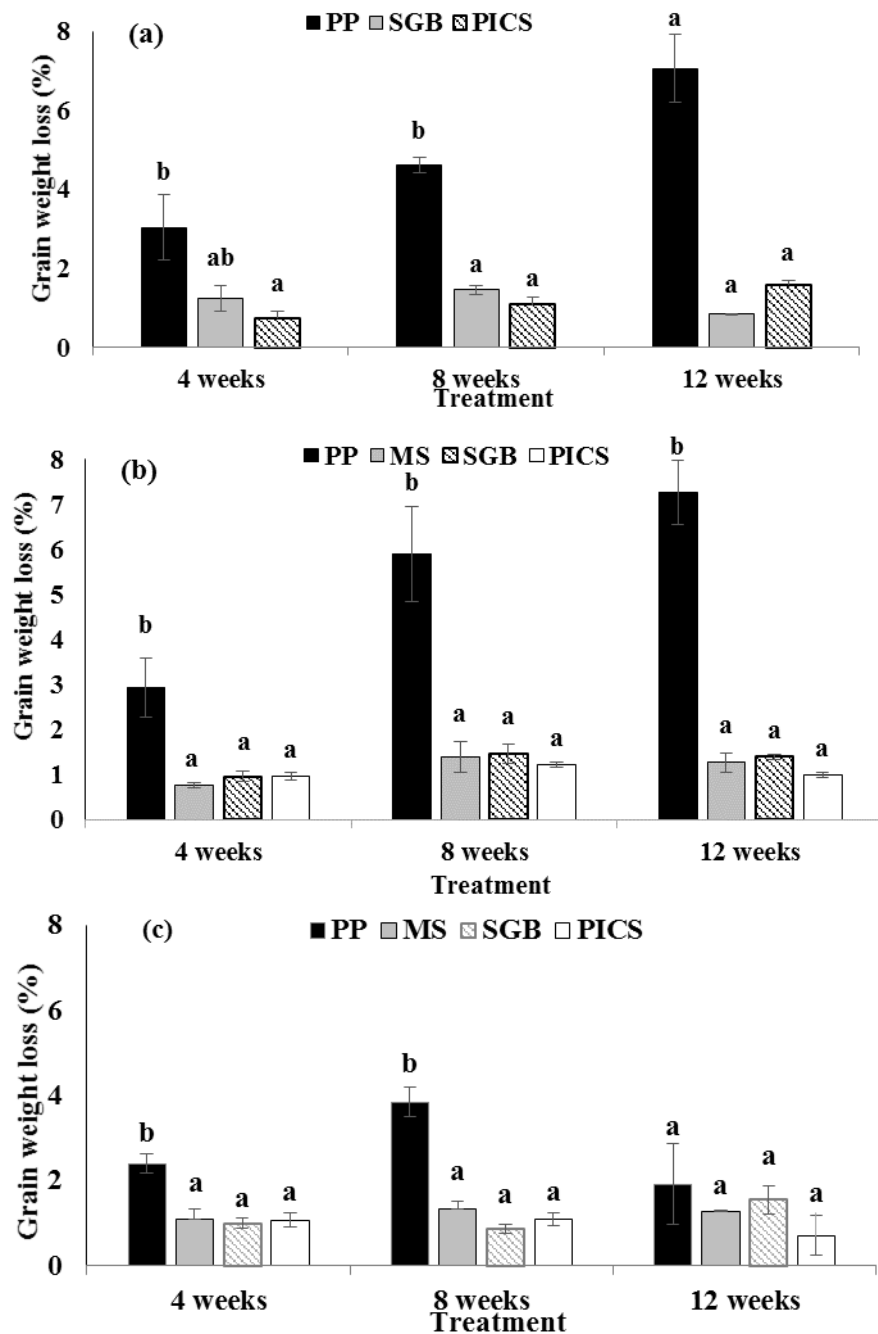 (a)
PP SGB PICS
Grain weight loss (%)
8
6
4
2
0
b
ab
a
b
a
a
a
a
a
4 weeks
8 weeks
12 weeks
Treatment
(b)
PP MS SGB PICS
Grain weight loss (%)
8
7
6
5
4
3
2
1
0
b
a
a
a
b
a
a
a
b
a
a
a
4 weeks
8 weeks
12 weeks
Treatment
(c)
PP MS SGB PICS
Grain weight loss (%)
8
6
4
2
0
b
a
a
a
b
a
a
a
a
a
a
a
4 weeks
8 weeks
12 weeks
Treatment